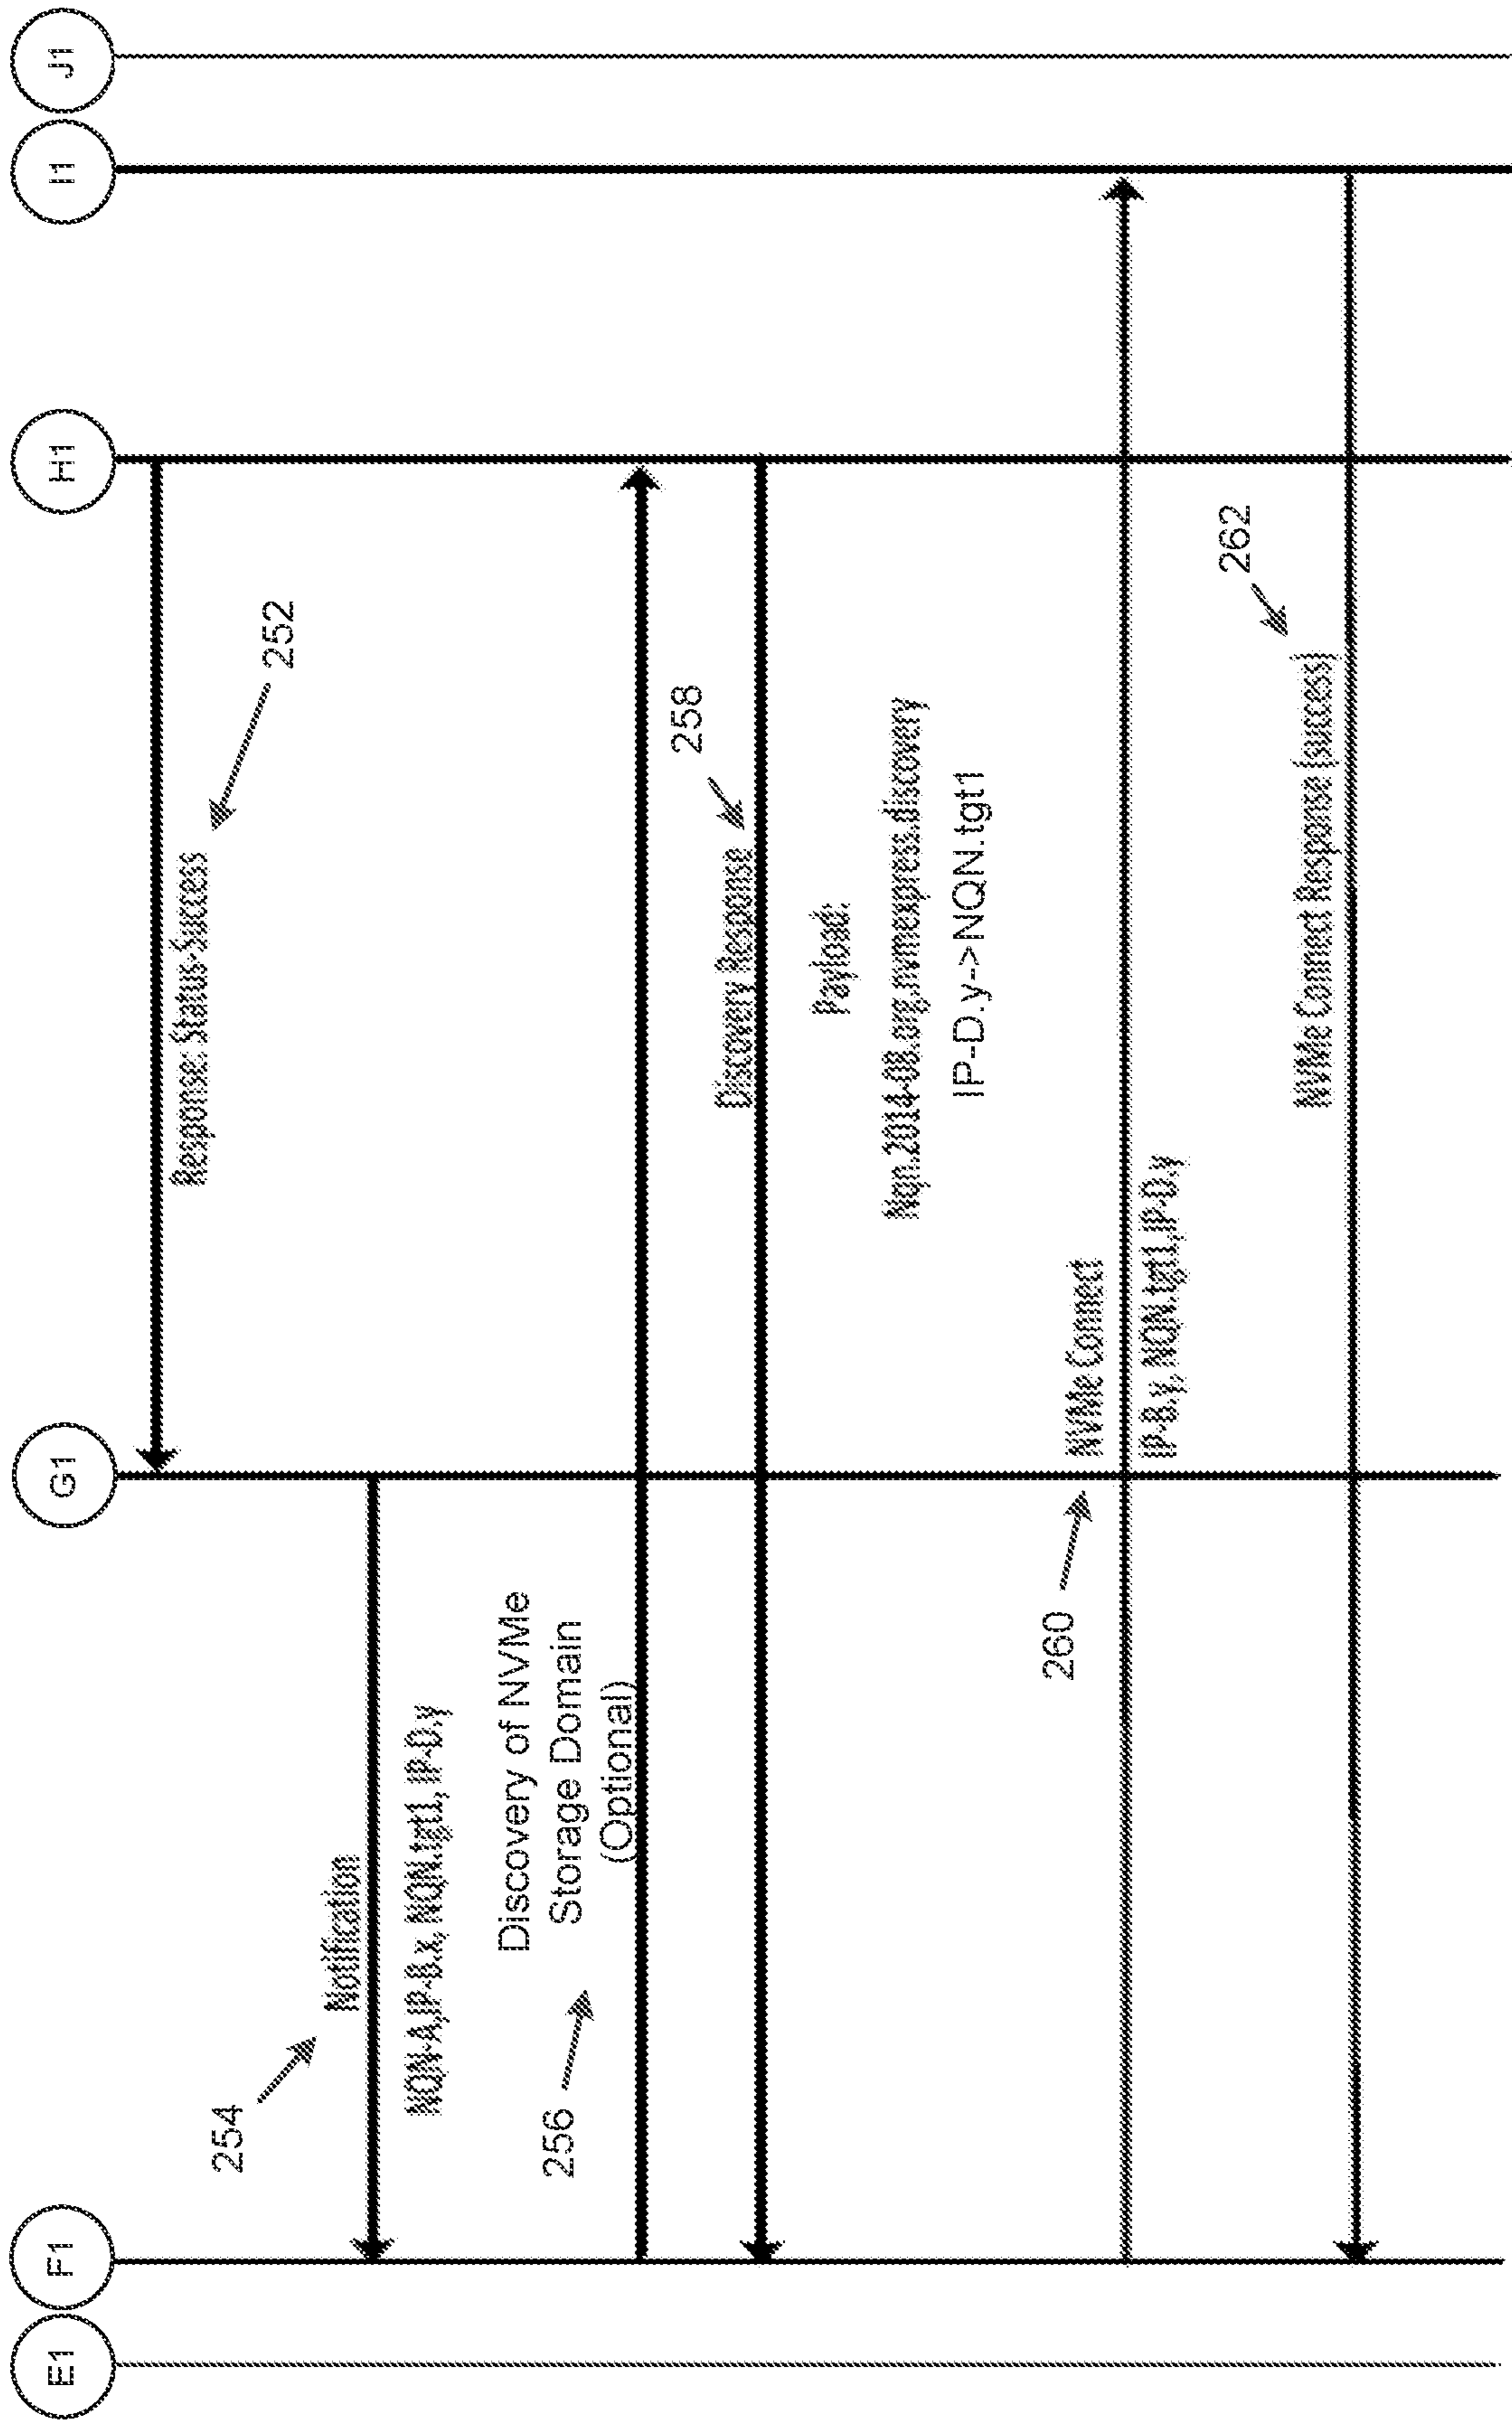 E1
F1
G1
H1
I1
J1
Response: Status-Success
252
254
Notification
NQN-A,IP-B.x, NQN.tgt1, IP-D.y
Discovery of NVMe
Storage Domain
(Optional)
256
258
Discovery Response
Payload:
Nqn.2014-08.org.nvmexpress.discovery
IP-D.y->NQN.tgt1
260
NVMe Connect
IP-B.y, NQN.tgt1,IP-D.y
262
NVMe Connect Response (success)